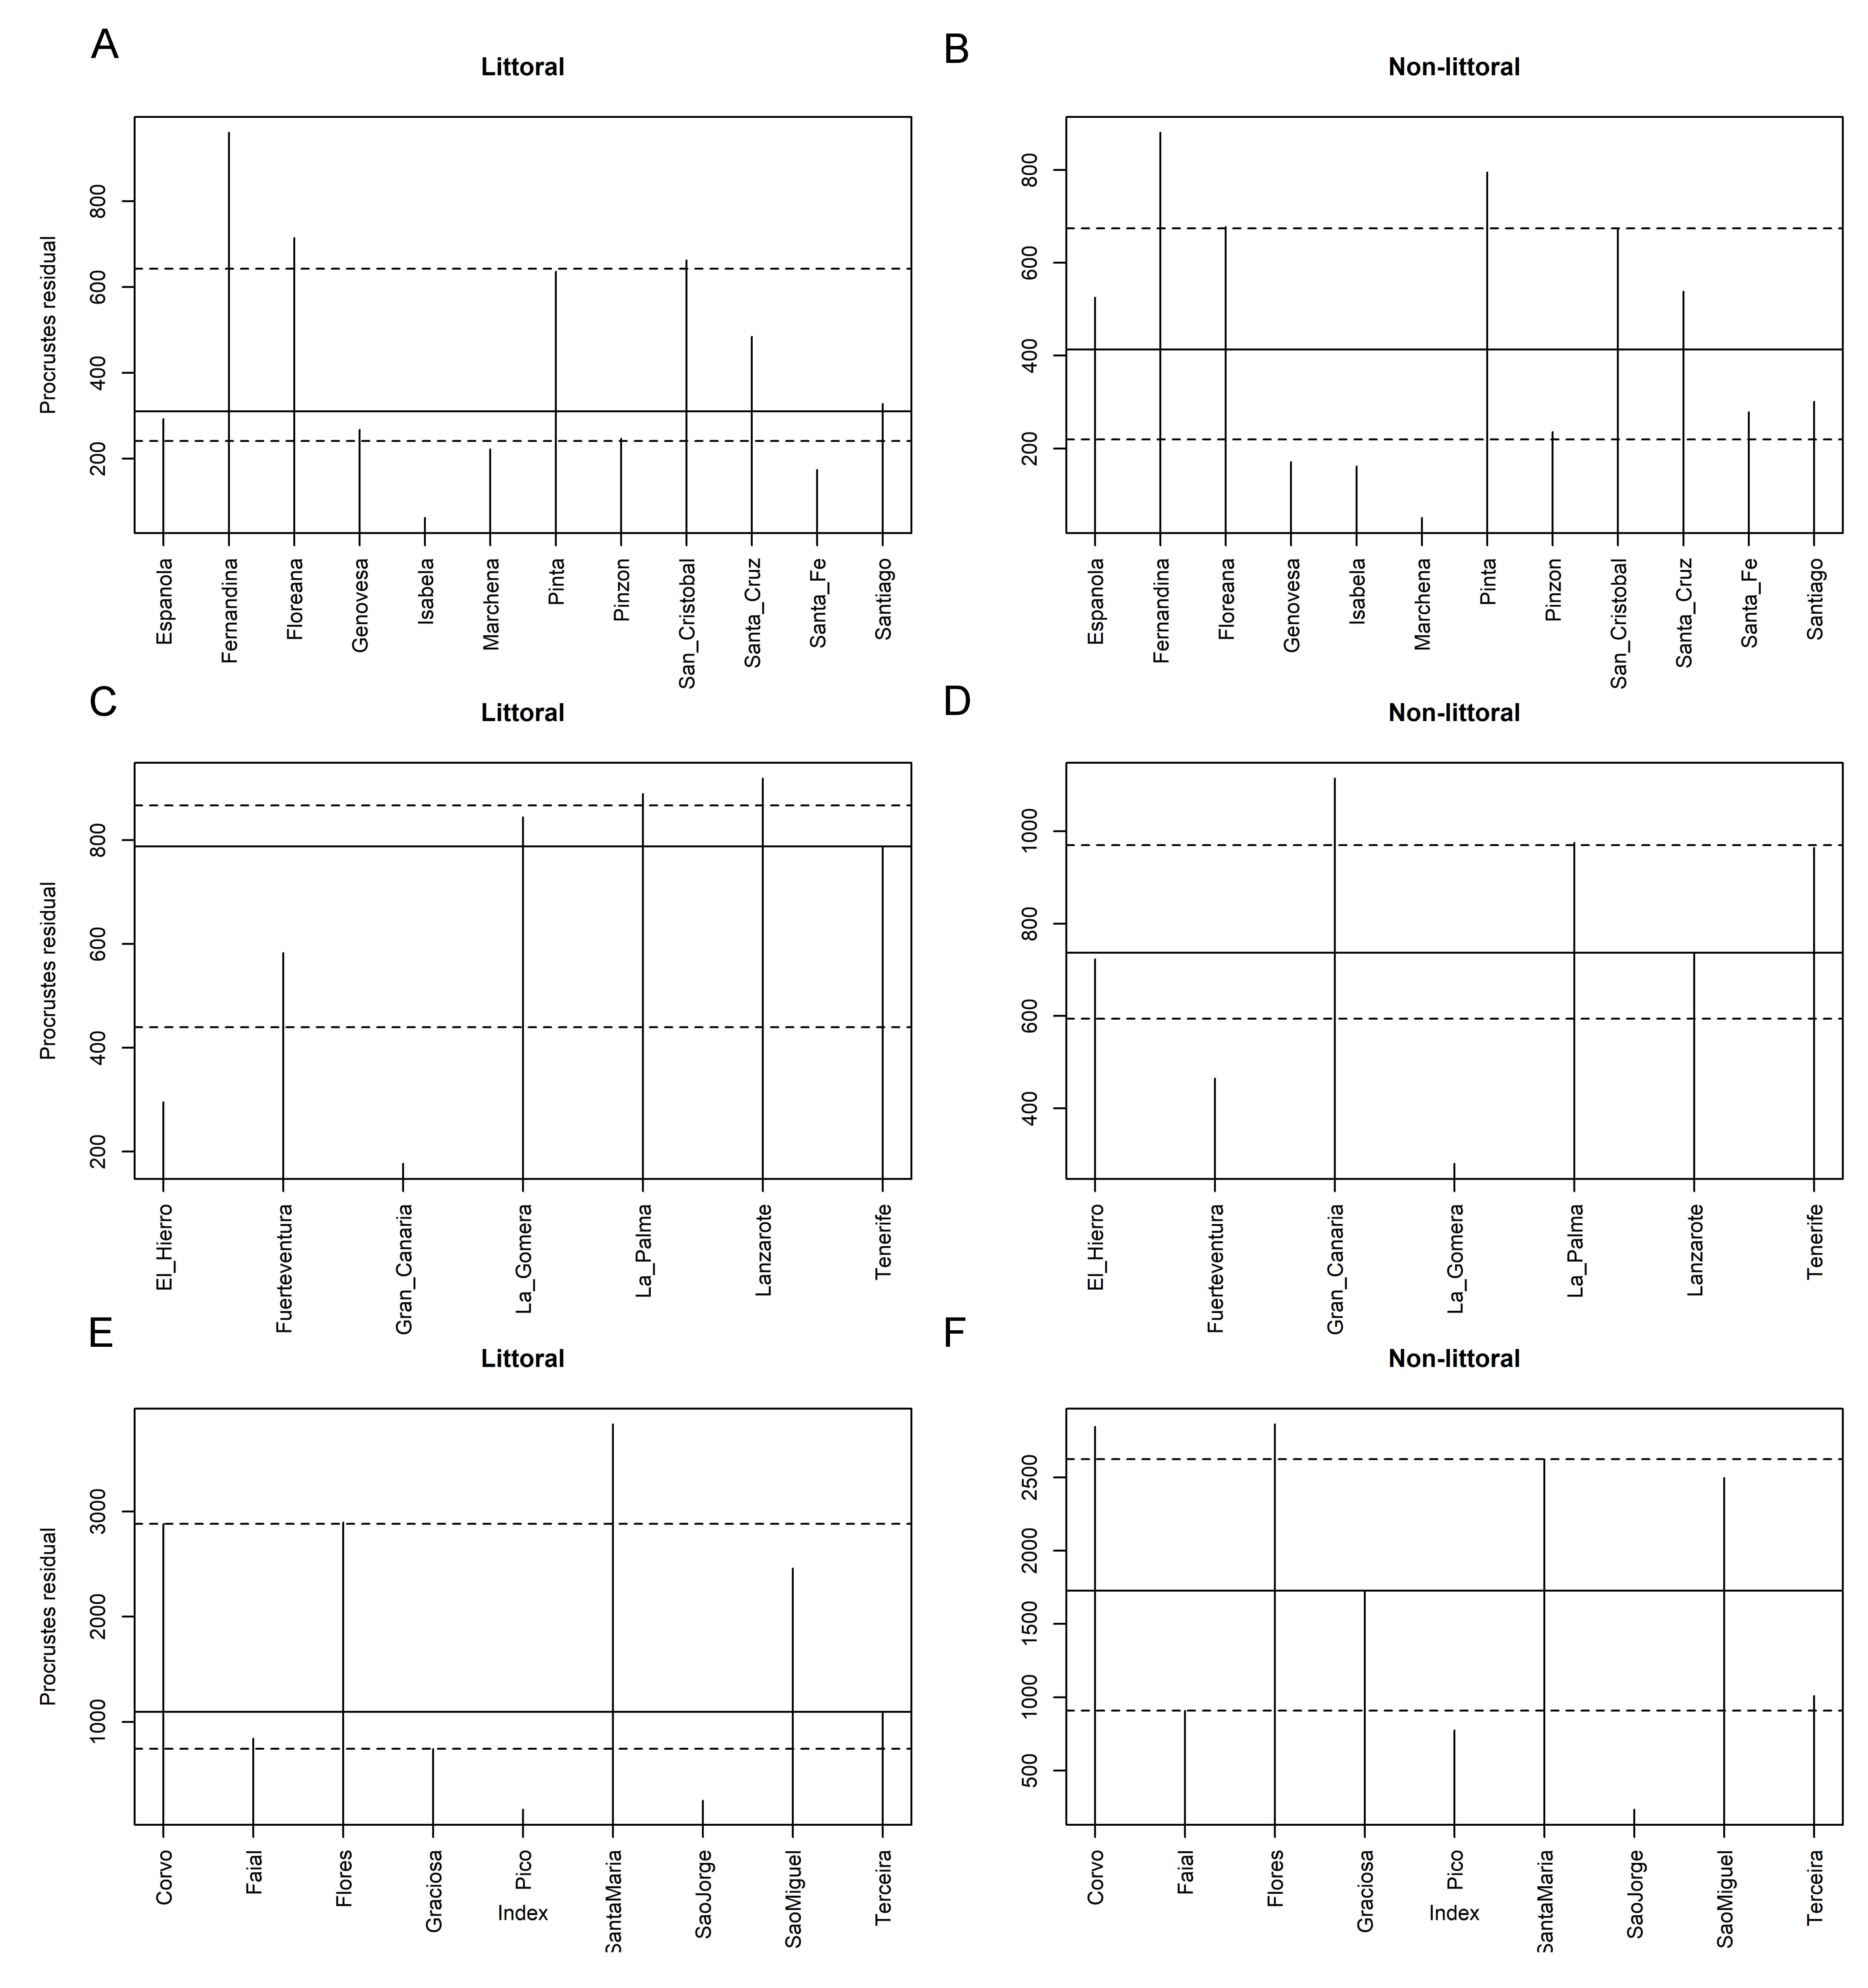 A
Littoral
Procrustes residual
200 400 600 800
Espanola
Fernandina
Floreana
Genovesa
Isabela
Marchena
Pinta
Pinzon
San_Cristobal
Santa_Cruz
Santa_Fe
Santiago
B
Non-littoral
200 400 600 800
Espanola
Fernandina
Floreana
Genovesa
Isabela
Marchena
Pinta
Pinzon
San_Cristobal
Santa_Cruz
Santa_Fe
Santiago
C
Littoral
Procrustes residual
200 400 600 800
El_Hierro
Fuerteventura
Gran_Canaria
La_Gomera
La_Palma
Lanzarote
Tenerife
D
Non-littoral
400 600 800 1000
El_Hierro
Fuerteventura
Gran_Canaria
La_Gomera
La_Palma
Lanzarote
Tenerife
E
Littoral
Procrustes residual
1000 2000 3000
Corvo
Faial
Flores
Graciosa
Pico
SantaMaria
SaoJorge
SaoMiguel
Terceira
Index
F
Non-littoral
500 1000 1500 2000 2500
Corvo
Faial
Flores
Graciosa
Pico
SantaMaria
SaoJorge
SaoMiguel
Terceira
Index